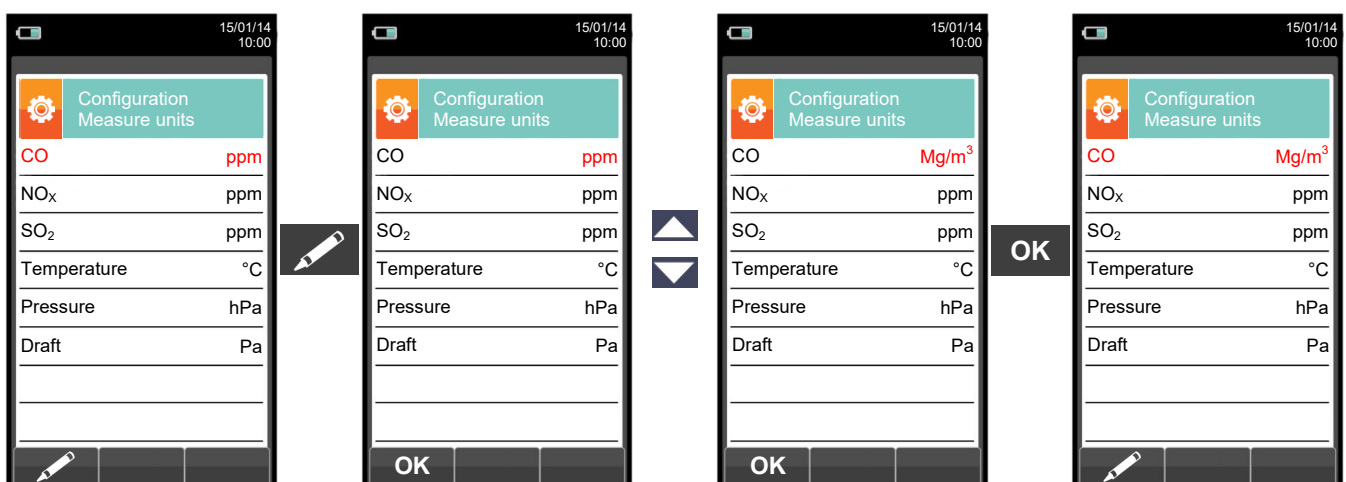 15/01/14
10:00
Configuration
Measure units
CO ppm
NOX ppm
SO2 ppm
Temperature °C
Pressure hPa
Draft Pa
15/01/14
10:00
Configuration
Measure units
CO ppm
NOX ppm
SO2 ppm
Temperature °C
Pressure hPa
Draft Pa
OK
15/01/14
10:00
Configuration
Measure units
CO Mg/m3
NOX ppm
SO2 ppm
Temperature °C
Pressure hPa
Draft Pa
OK
OK
15/01/14
10:00
Configuration
Measure units
CO Mg/m3
NOX ppm
SO2 ppm
Temperature °C
Pressure hPa
Draft Pa